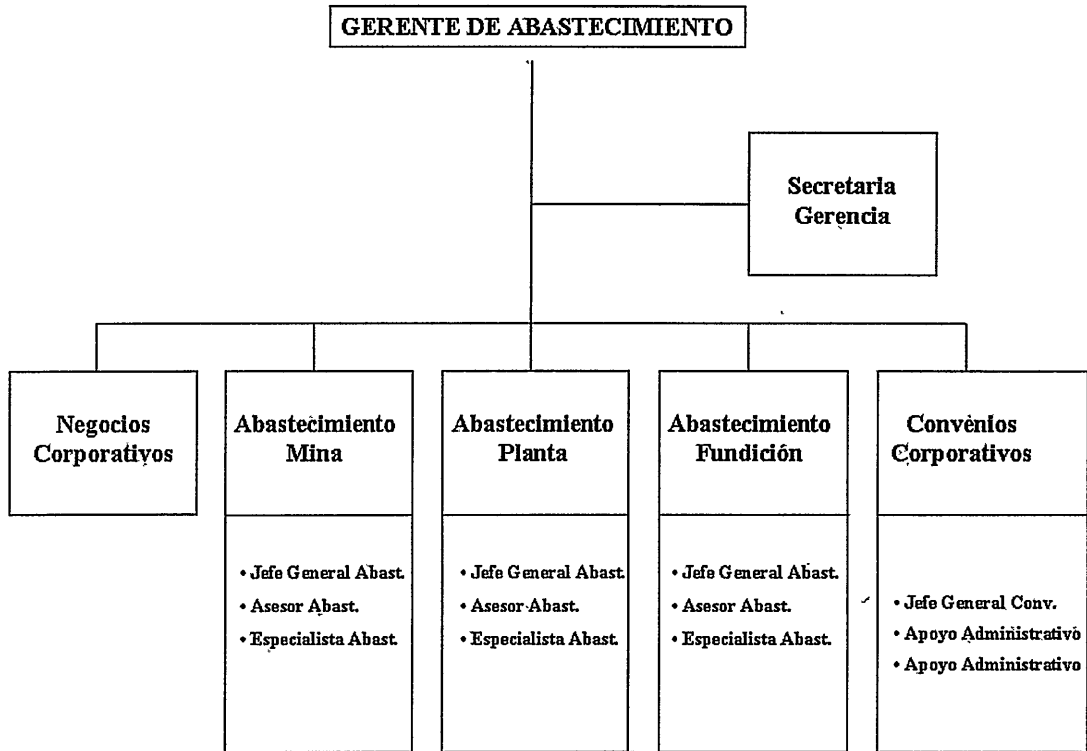 GERENTE DE ABASTECIMIENTO
Secretaria
Gerencia
Negocios
Corporativos
Abastecimiento
Mina
Abastecimiento
Planta
Abastecimiento
Fundición
Convenios
Corporativos
• Jefe General Abast.
• Asesor Abast.
• Especialista Abast.
• Jefe General Abast.
• Asesor Abast.
• Especialista Abast.
• Jefe General Abast.
• Asesor Abast.
• Especialista Abast.
• Jefe General Conv.
• Apoyo Administrativo
• Apoyo Administrativo